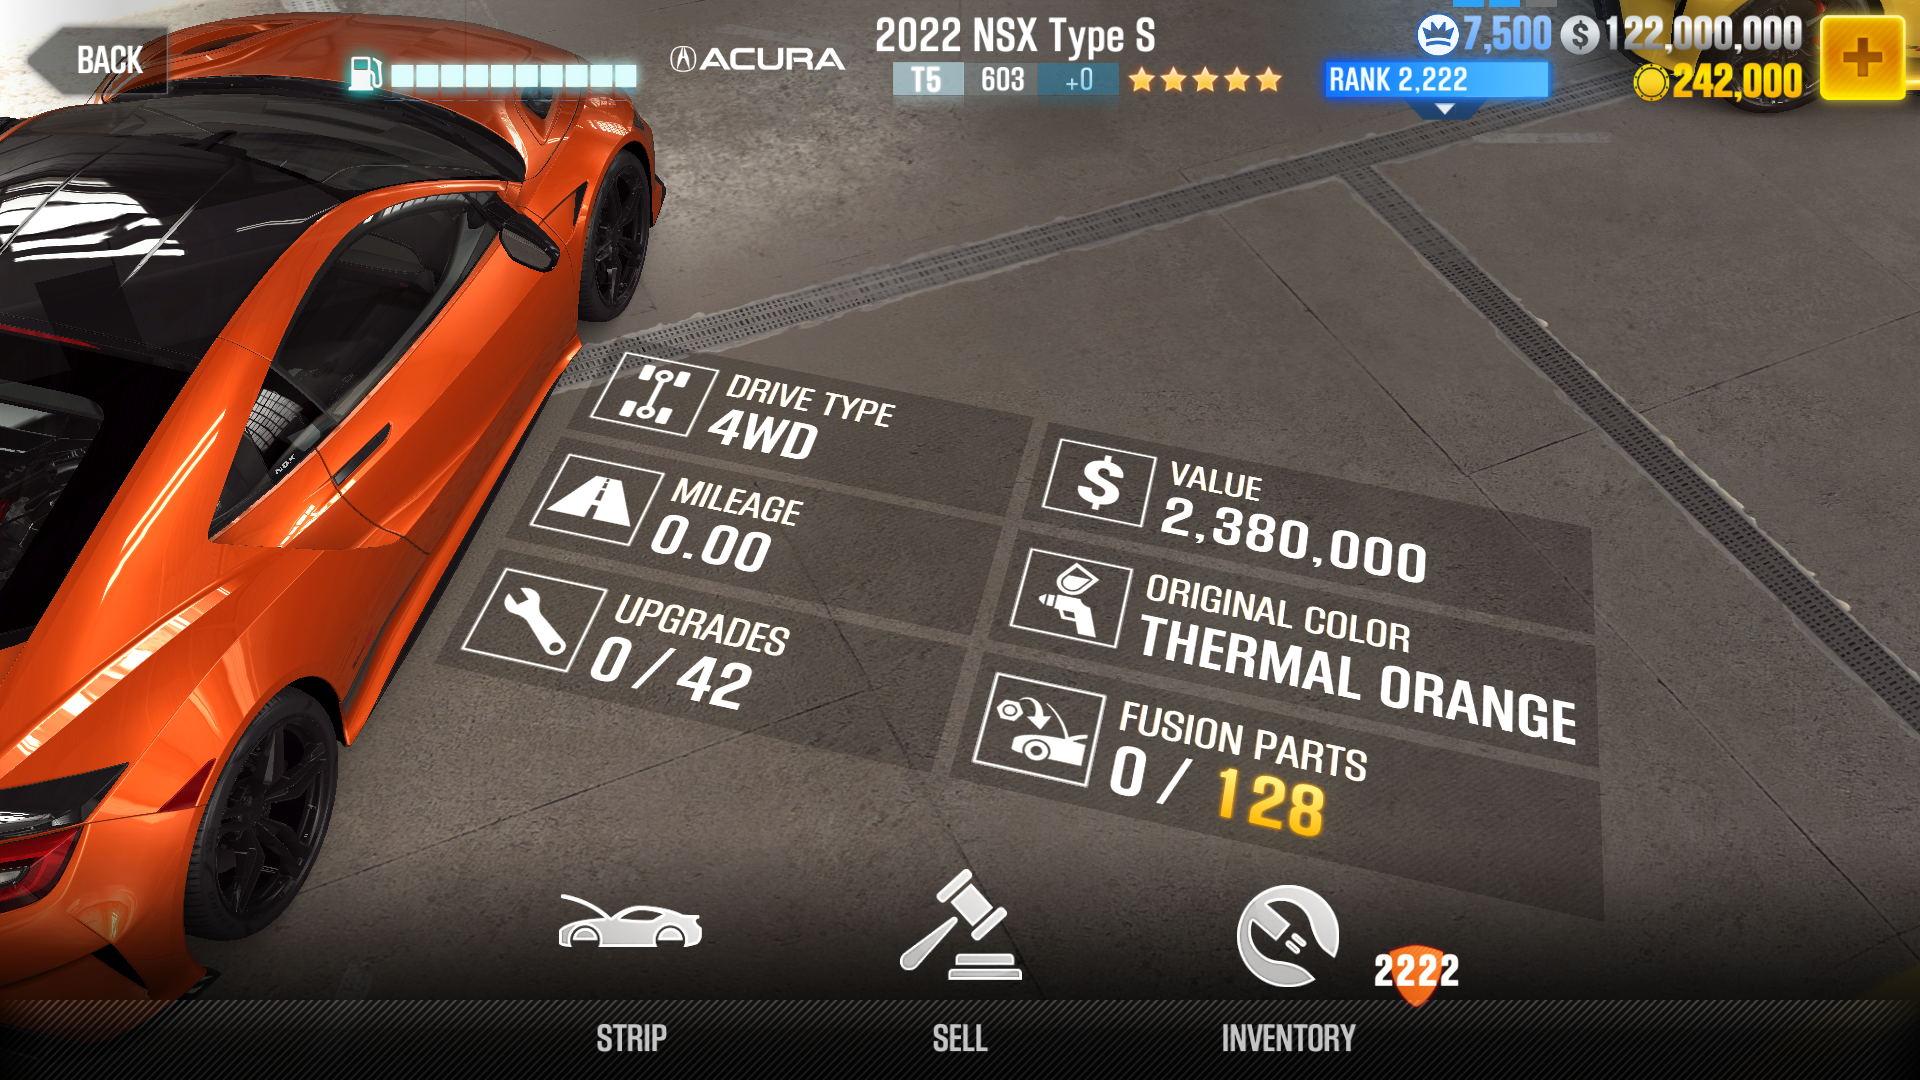 BACK
ACURA
2022 NSX Type S
T5 603 +0
7,500
122,000,000
RANK 2,222
242,000
DRIVE TYPE
4WD
MILEAGE
0.00
UPGRADES
0 / 42
VALUE
2,380,000
ORIGINAL COLOR
THERMAL ORANGE
FUSION PARTS
0 / 128
NSX
2222
STRIP
SELL
INVENTORY